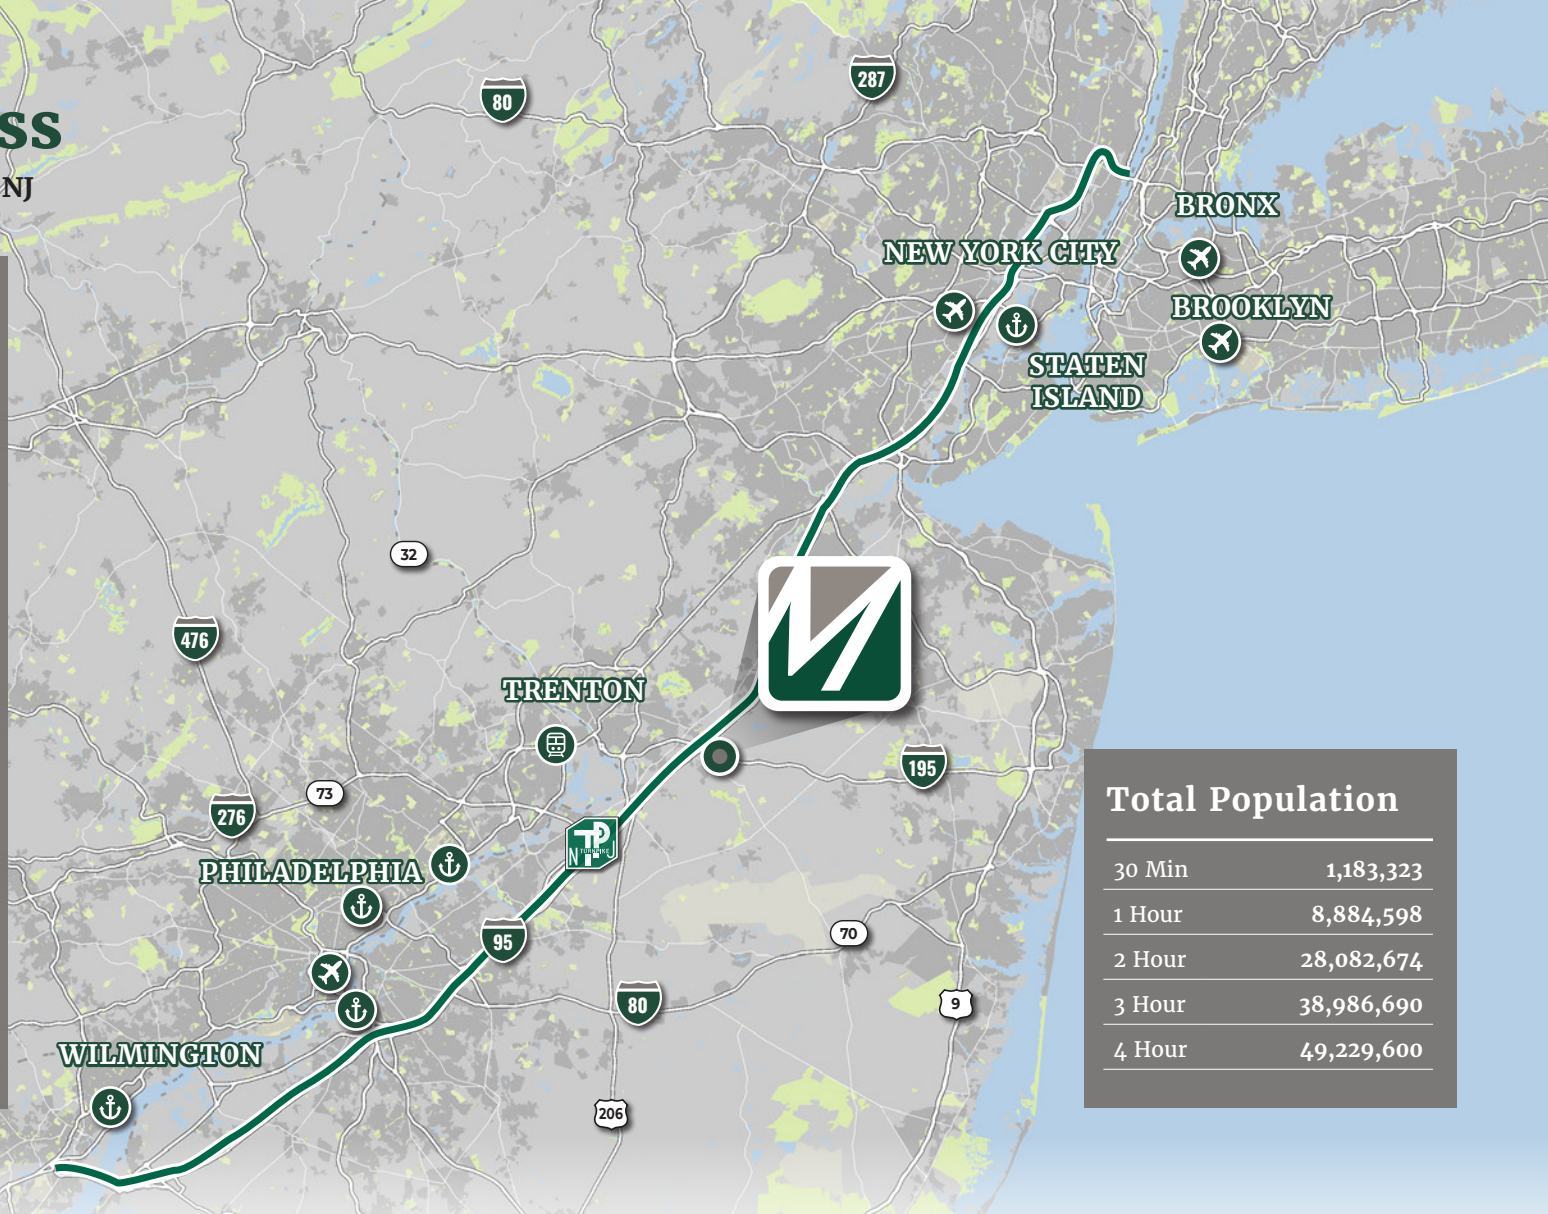 ss
NJ
80
287
BRONX
NEW YORK CITY
BROOKLYN
STATEN
ISLAND
32
476
TRENTON
195
73
276
TP
N TURNPIKE J
PHILADELPHIA
95
70
80
9
WILMINGTON
206
Total Population
30 Min 1,183,323
1 Hour 8,884,598
2 Hour 28,082,674
3 Hour 38,986,690
4 Hour 49,229,600